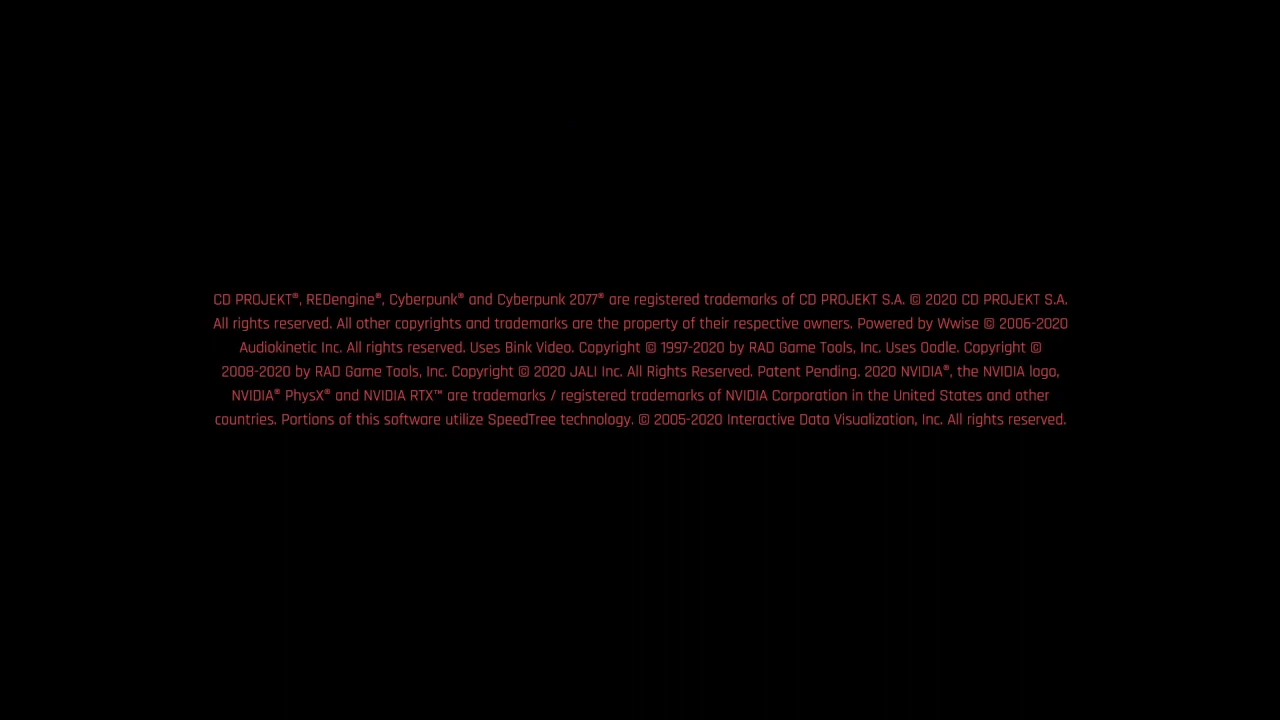 CD PROJEKT®, REDengine®, Cyberpunk® and Cyberpunk 2077® are registered trademarks of CD PROJEKT S.A. © 2020 CD PROJEKT S.A.
All rights reserved. All other copyrights and trademarks are the property of their respective owners. Powered by Wwise © 2006-2020
Audiokinetic Inc. All rights reserved. Uses Bink Video. Copyright © 1997-2020 by RAD Game Tools, Inc. Uses Oodle. Copyright ©
2008-2020 by RAD Game Tools, Inc. Copyright © 2020 JALI Inc. All Rights Reserved. Patent Pending. 2020 NVIDIA®, the NVIDIA logo,
NVIDIA® PhysX® and NVIDIA RTX™ are trademarks / registered trademarks of NVIDIA Corporation in the United States and other
countries. Portions of this software utilize SpeedTree technology. © 2005-2020 Interactive Data Visualization, Inc. All rights reserved.